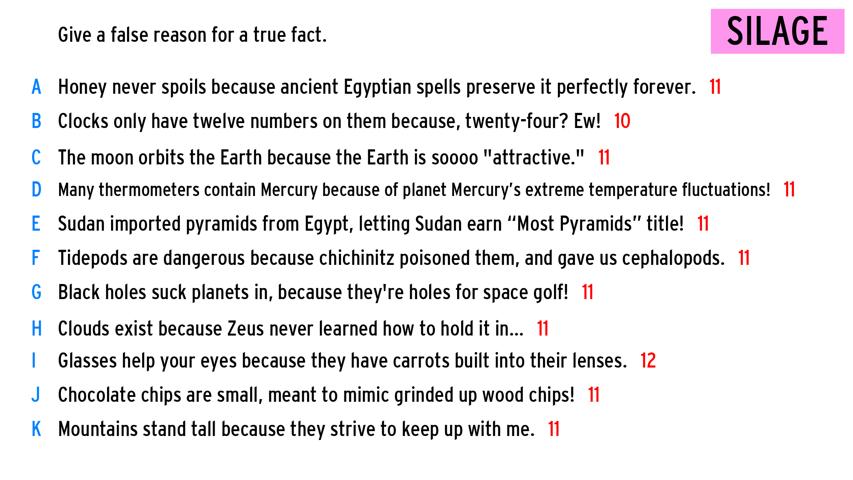 Give a false reason for a true fact.
SILAGE
A Honey never spoils because ancient Egyptian spells preserve it perfectly forever. 11
B Clocks only have twelve numbers on them because, twenty-four? Ew! 10
C The moon orbits the Earth because the Earth is soooo "attractive." 11
D Many thermometers contain Mercury because of planet Mercury’s extreme temperature fluctuations! 11
E Sudan imported pyramids from Egypt, letting Sudan earn “Most Pyramids” title! 11
F Tidepods are dangerous because chichinitz poisoned them, and gave us cephalopods. 11
G Black holes suck planets in, because they're holes for space golf! 11
H Clouds exist because Zeus never learned how to hold it in... 11
I Glasses help your eyes because they have carrots built into their lenses. 12
J Chocolate chips are small, meant to mimic grinded up wood chips! 11
K Mountains stand tall because they strive to keep up with me. 11